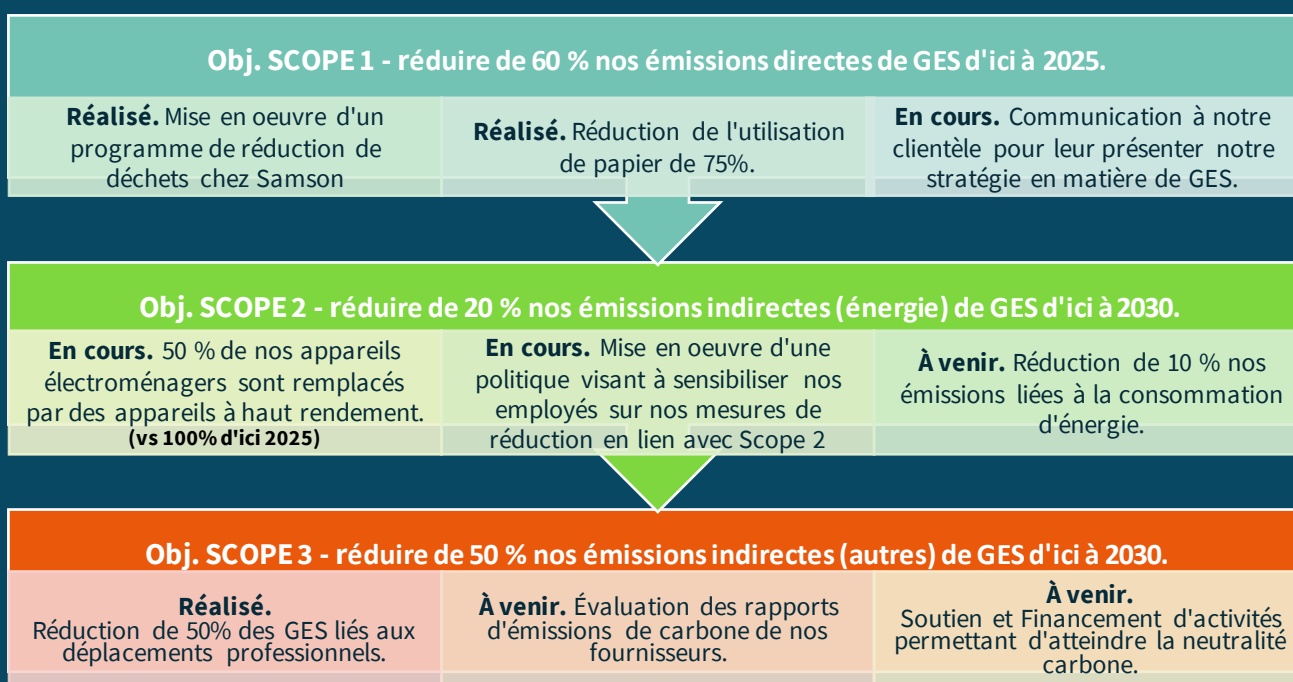 Obj. SCOPE 1 - réduire de 60 % nos émissions directes de GES d'ici à 2025.
Réalisé. Mise en oeuvre d'un
programme de réduction de
déchets chez Samson
Réalisé. Réduction de l'utilisation
de papier de 75%.
En cours. Communication à notre
clientèle pour leur présenter notre
stratégie en matière de GES.
Obj. SCOPE 2 - réduire de 20 % nos émissions indirectes (énergie) de GES d'ici à 2030.
En cours. 50 % de nos appareils
électroménagers sont remplacés
par des appareils à haut rendement.
(vs 100% d'ici 2025)
En cours. Mise en oeuvre d'une
politique visant à sensibiliser nos
employés sur nos mesures de
réduction en lien avec Scope 2
À venir. Réduction de 10 % nos
émissions liées à la consommation
d'énergie.
Obj. SCOPE 3 - réduire de 50 % nos émissions indirectes (autres) de GES d'ici à 2030.
Réalisé.
Réduction de 50% des GES liés aux
déplacements professionnels.
À venir. Évaluation des rapports
d'émissions de carbone de nos
fournisseurs.
À venir.
Soutien et Financement d'activités
permettant d'atteindre la neutralité
carbone.